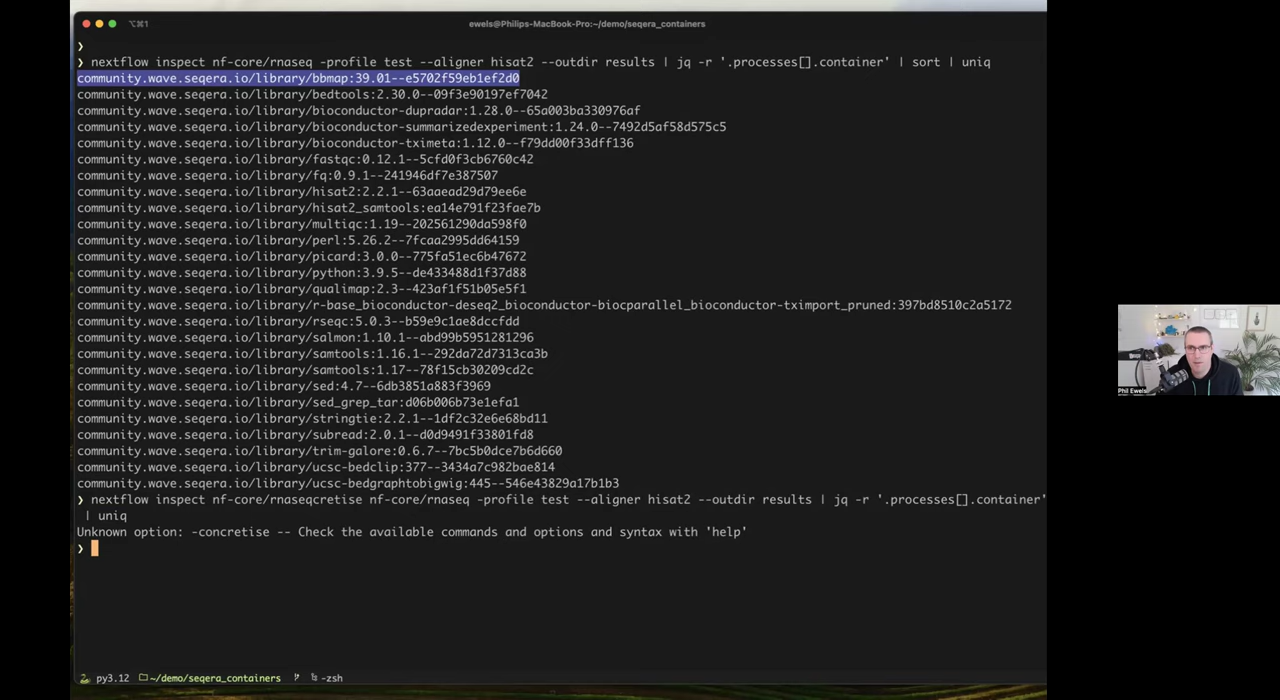 ⌥⌘1
ewels@Philips-MacBook-Pro:~/demo/seqera_containers
❯
❯ nextflow inspect nf-core/rnaseq -profile test --aligner hisat2 --outdir results | jq -r '.processes[].container' | sort | uniq
community.wave.seqera.io/library/bbmap:39.01--e5702f59eb1ef2d0
community.wave.seqera.io/library/bedtools:2.30.0--09f3e90197ef7042
community.wave.seqera.io/library/bioconductor-dupradar:1.28.0--65a003ba330976af
community.wave.seqera.io/library/bioconductor-summarizedexperiment:1.24.0--7492d5af58d575c5
community.wave.seqera.io/library/bioconductor-tximeta:1.12.0--f79dd00f33dff136
community.wave.seqera.io/library/fastqc:0.12.1--5cfd0f3cb6760c42
community.wave.seqera.io/library/fq:0.9.1--241946df7e387507
community.wave.seqera.io/library/hisat2:2.2.1--63aaead29d79ee6e
community.wave.seqera.io/library/hisat2_samtools:ea14e791f23fae7b
community.wave.seqera.io/library/multiqc:1.19--202561290da598f0
community.wave.seqera.io/library/perl:5.26.2--7fcaa2995dd64159
community.wave.seqera.io/library/picard:3.0.0--775fa51ec6b47672
community.wave.seqera.io/library/python:3.9.5--de433488d1f37d88
community.wave.seqera.io/library/qualimap:2.3--423af1f51b05e5f1
community.wave.seqera.io/library/r-base_bioconductor-deseq2_bioconductor-biocparallel_bioconductor-tximport_pruned:397bd8510c2a5172
community.wave.seqera.io/library/rseqc:5.0.3--b59e9c1ae8dccfdd
community.wave.seqera.io/library/salmon:1.10.1--abd99b5951281296
community.wave.seqera.io/library/samtools:1.16.1--292da72d7313ca3b
community.wave.seqera.io/library/samtools:1.17--78f15cb30209cd2c
community.wave.seqera.io/library/sed:4.7--6db3851a883f3969
community.wave.seqera.io/library/sed_grep_tar:d06b006b73e1efa1
community.wave.seqera.io/library/stringtie:2.2.1--1df2c32e6e68bd11
community.wave.seqera.io/library/subread:2.0.1--d0d9491f33801fd8
community.wave.seqera.io/library/trim-galore:0.6.7--7bc5b0dce7b6d660
community.wave.seqera.io/library/ucsc-bedclip:377--3434a7c982bae814
community.wave.seqera.io/library/ucsc-bedgraphtobigwig:445--546e43829a17b1b3
❯ nextflow inspect nf-core/rnaseqcretise nf-core/rnaseq -profile test --aligner hisat2 --outdir results | jq -r '.processes[].container'
| uniq
Unknown option: -concretise -- Check the available commands and options and syntax with 'help'
❯
py3.12 ~/demo/seqera_containers -zsh
Phil Ewels